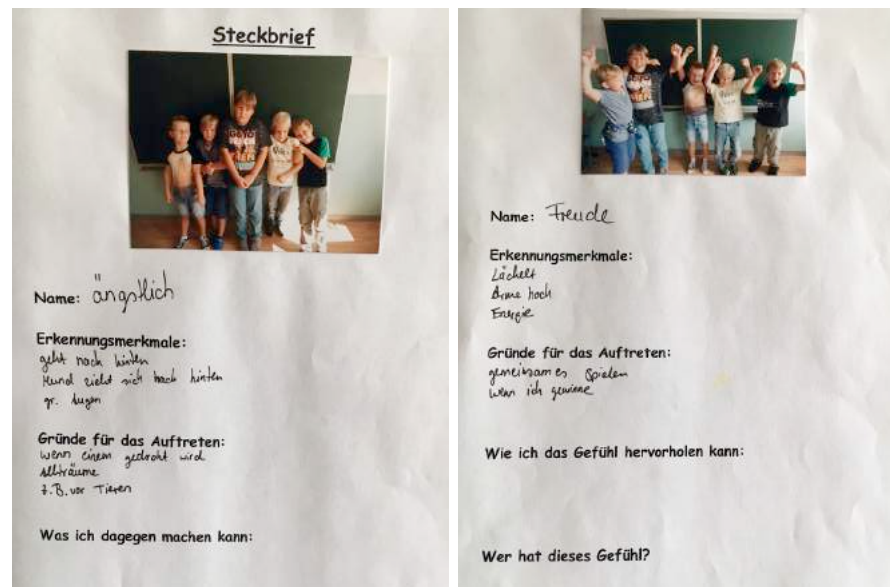 Steckbrief
Name: ängstlich
Erkennungsmerkmale:
geht nach hinten
Mund zieht sich nach hinten
gr. Augen
Gründe für das Auftreten:
wenn einem gedroht wird
Allträume
z.B. vor Tieren
Was ich dagegen machen kann:
Name: Freude
Erkennungsmerkmale:
Lächelt
Arme hoch
Energie
Gründe für das Auftreten:
gemeinsames Spielen
wenn ich gewinne
Wie ich das Gefühl hervorholen kann:
Wer hat dieses Gefühl?